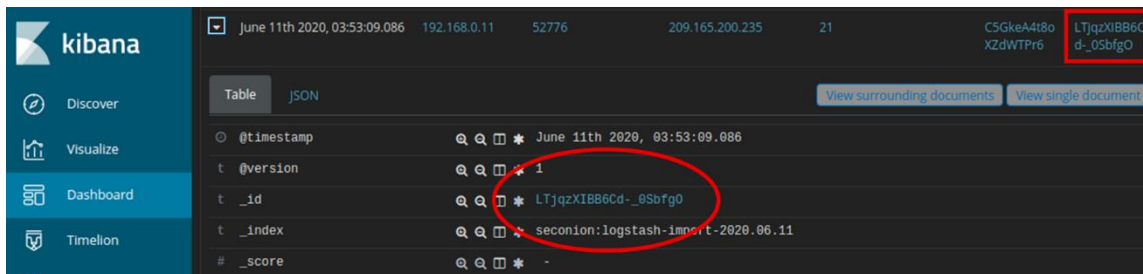 kibana
Discover
Visualize
Dashboard
Timelion
June 11th 2020, 03:53:09.086 192.168.0.11 52776 209.165.200.235 21 C5GkeA4t8o LTjqzXIBB6C
XZdWTPr6 d-_0SbfgO
Table JSON View surrounding documents View single document
@timestamp June 11th 2020, 03:53:09.086
t @version 1
t _id LTjqzXIBB6Cd-_0SbfgO
t _index seconion:logstash-import-2020.06.11
# _score -